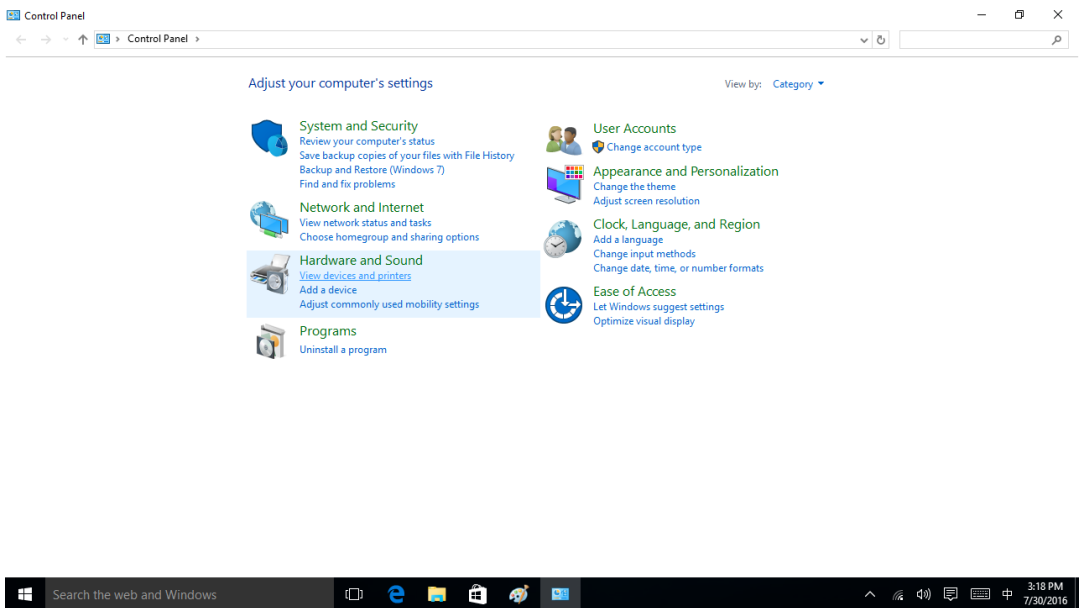 Control Panel
Control Panel
Adjust your computer's settings
View by: Category
System and Security
Review your computer's status
Save backup copies of your files with File History
Backup and Restore (Windows 7)
Find and fix problems
Network and Internet
View network status and tasks
Choose homegroup and sharing options
Hardware and Sound
View devices and printers
Add a device
Adjust commonly used mobility settings
Programs
Uninstall a program
User Accounts
Change account type
Appearance and Personalization
Change the theme
Adjust screen resolution
Clock, Language, and Region
Add a language
Change input methods
Change date, time, or number formats
Ease of Access
Let Windows suggest settings
Optimize visual display
Search the web and Windows
中
3:18 PM
7/30/2016